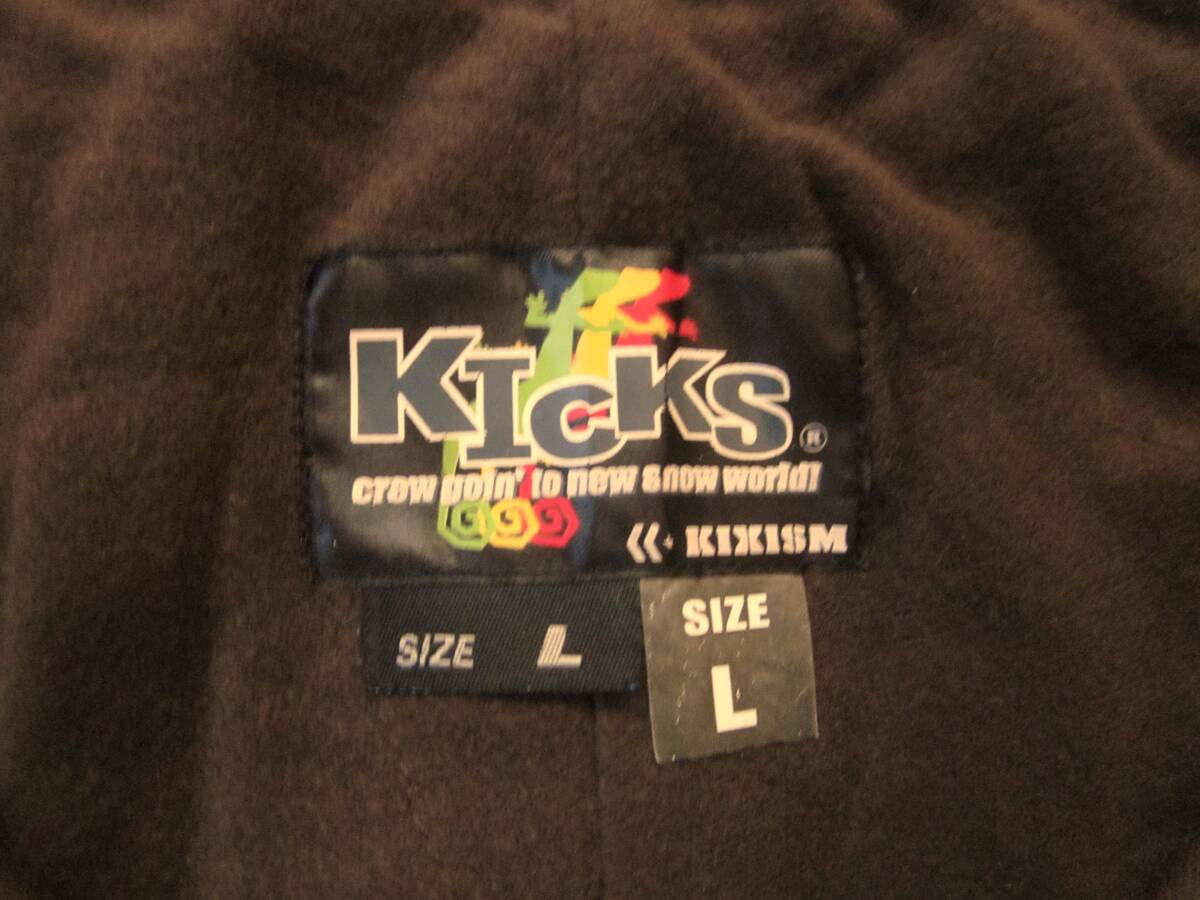 KICKS®
crew goin' to new snow world!
KIXISM
SIZE L
SIZE
L